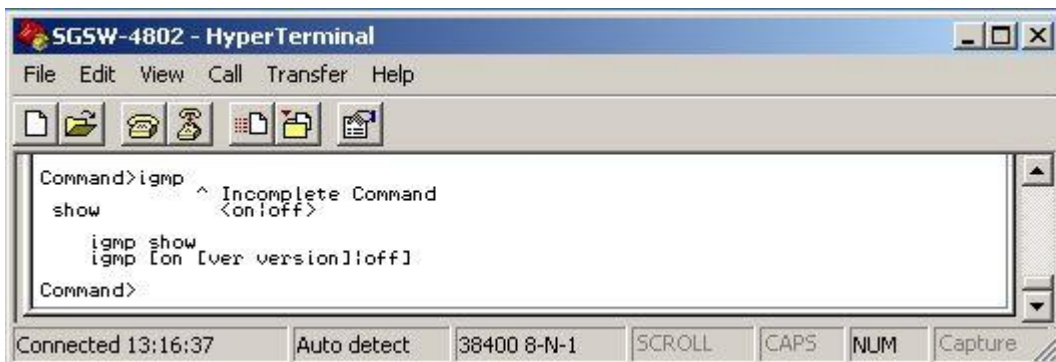 SGSW-4802 - HyperTerminal
File Edit View Call Transfer Help
Command>igmp
^ Incomplete Command
show <on¦off>
igmp show
igmp [on [ver version]¦off]
Command>
Connected 13:16:37 Auto detect 38400 8-N-1 SCROLL CAPS NUM Capture